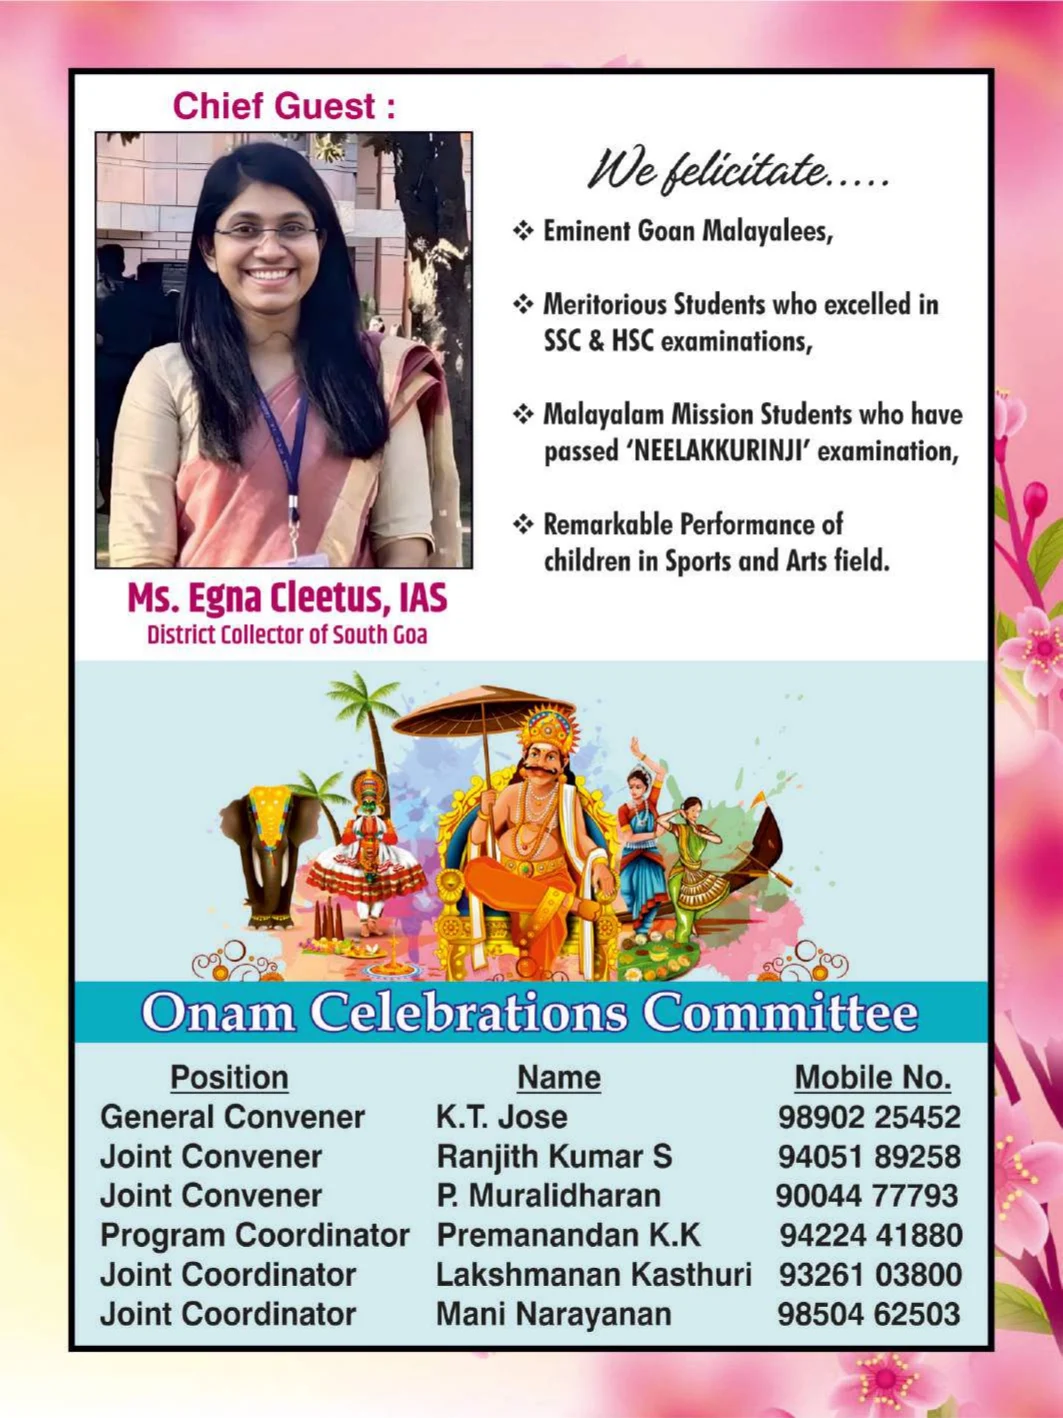 Chief Guest :
We felicitate.....
❖ Eminent Goan Malayalees,
❖ Meritorious Students who excelled in
SSC & HSC examinations,
❖ Malayalam Mission Students who have
passed ‘NEELAKKURINJI’ examination,
❖ Remarkable Performance of
children in Sports and Arts field.
Ms. Egna Cleetus, IAS
District Collector of South Goa
Onam Celebrations Committee
Position Name Mobile No.
General Convener K.T. Jose 98902 25452
Joint Convener Ranjith Kumar S 94051 89258
Joint Convener P. Muralidharan 90044 77793
Program Coordinator Premanandan K.K 94224 41880
Joint Coordinator Lakshmanan Kasthuri 93261 03800
Joint Coordinator Mani Narayanan 98504 62503